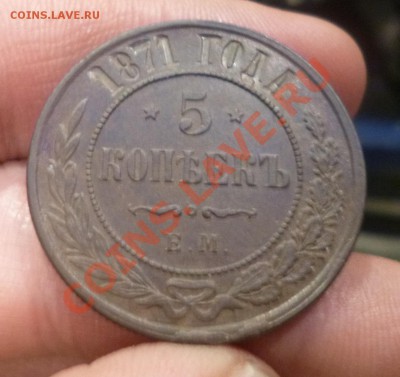 COINS.LAVE.RU
1871 ГОДА
5
КОПѢЕКЪ
Е.М.
COINS.LAVE.RU